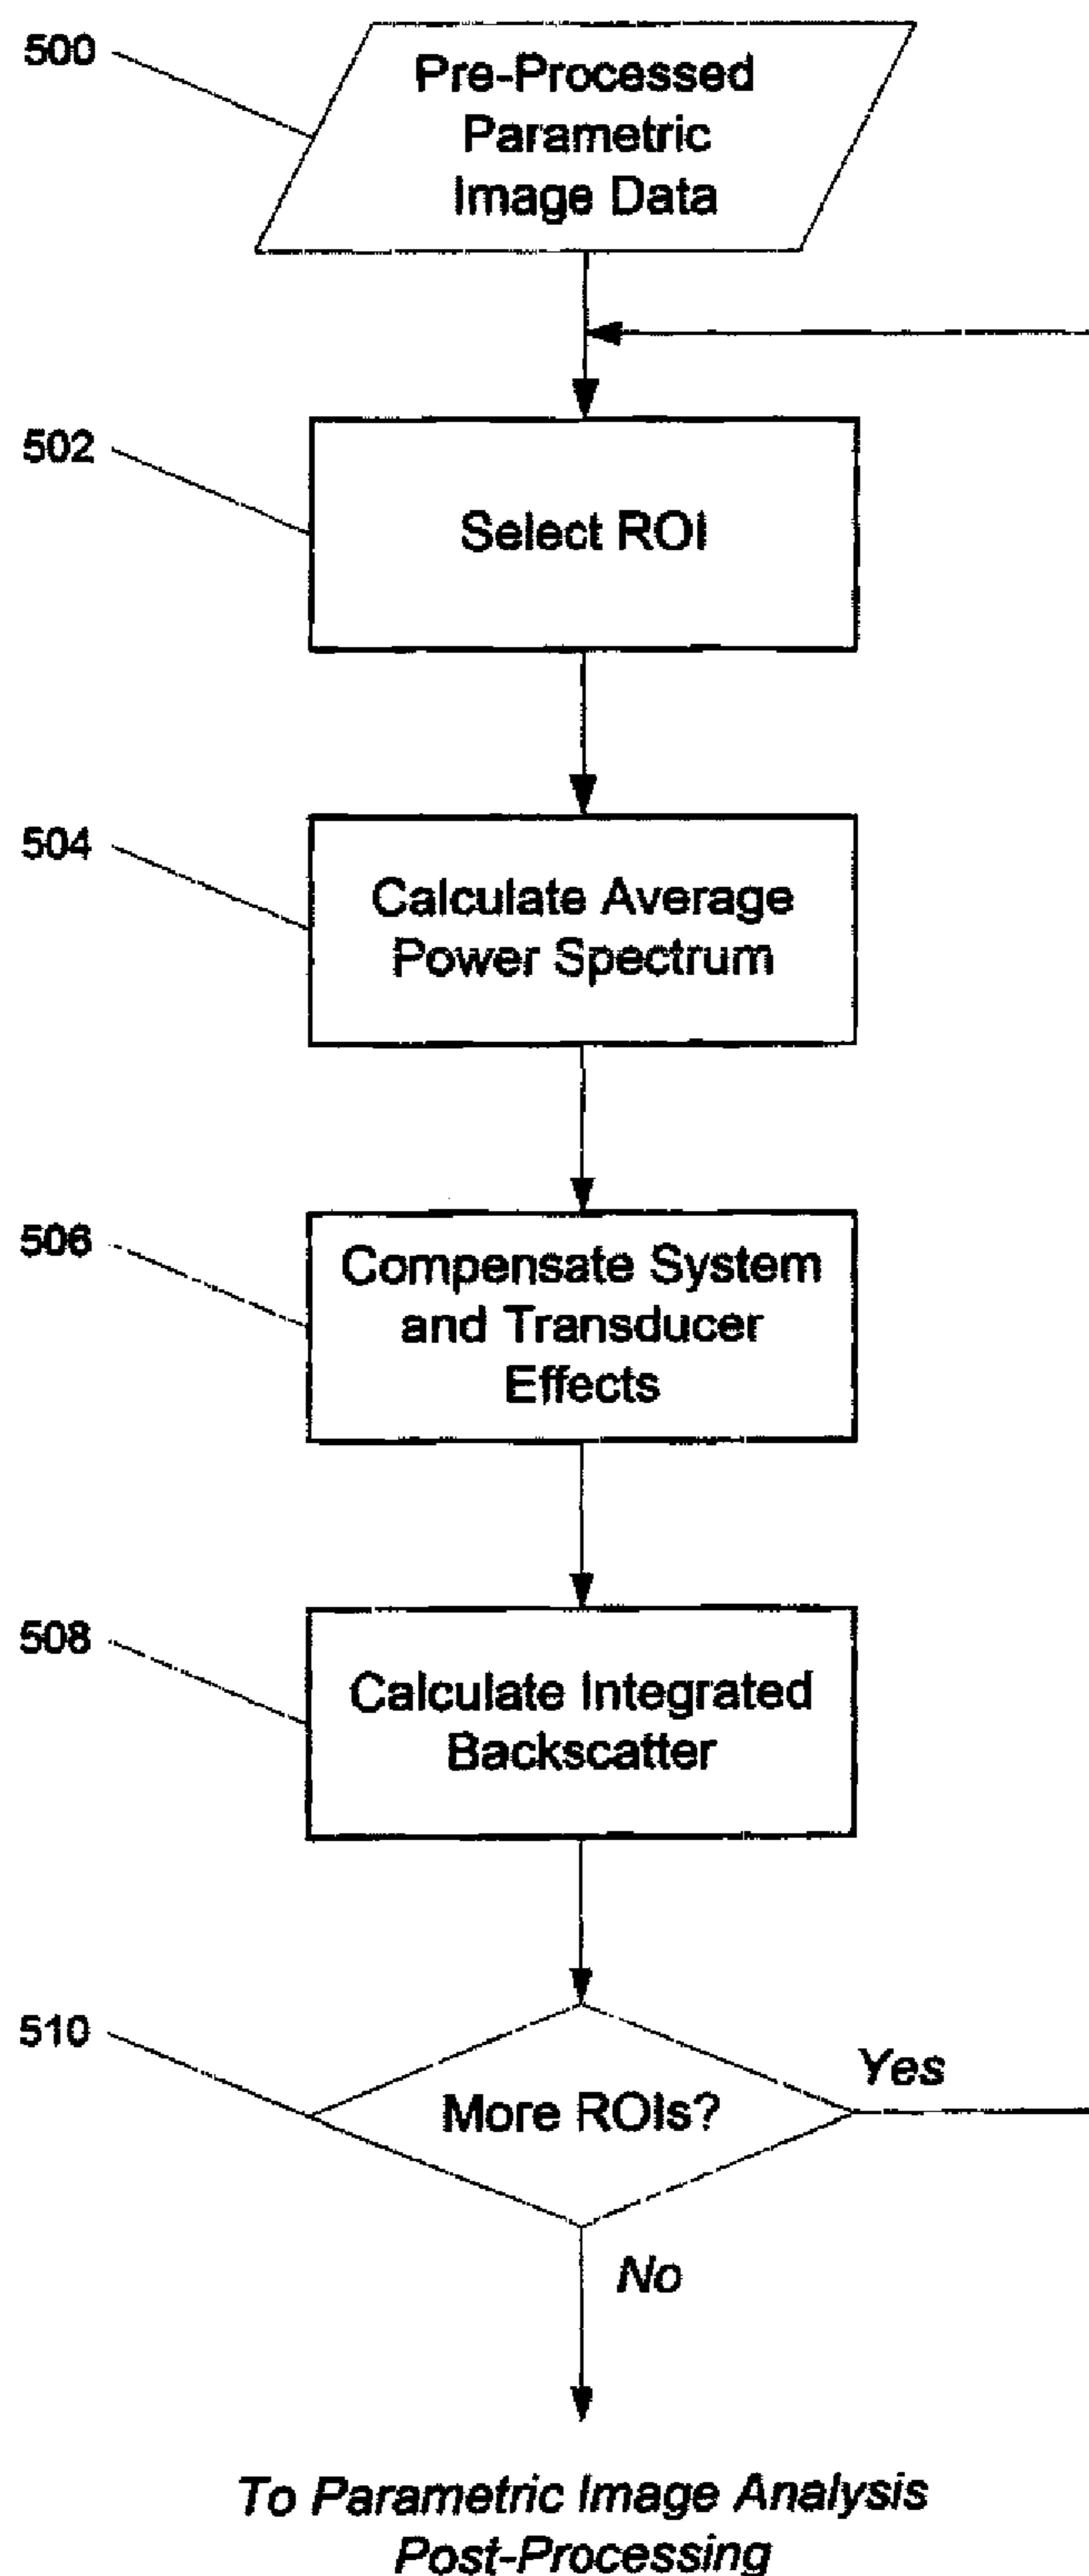 500
Pre-Processed
Parametric
Image Data
502
Select ROI
504
Calculate Average
Power Spectrum
506
Compensate System
and Transducer
Effects
508
Calculate Integrated
Backscatter
510
More ROIs?
Yes
No
To Parametric Image Analysis
Post-Processing